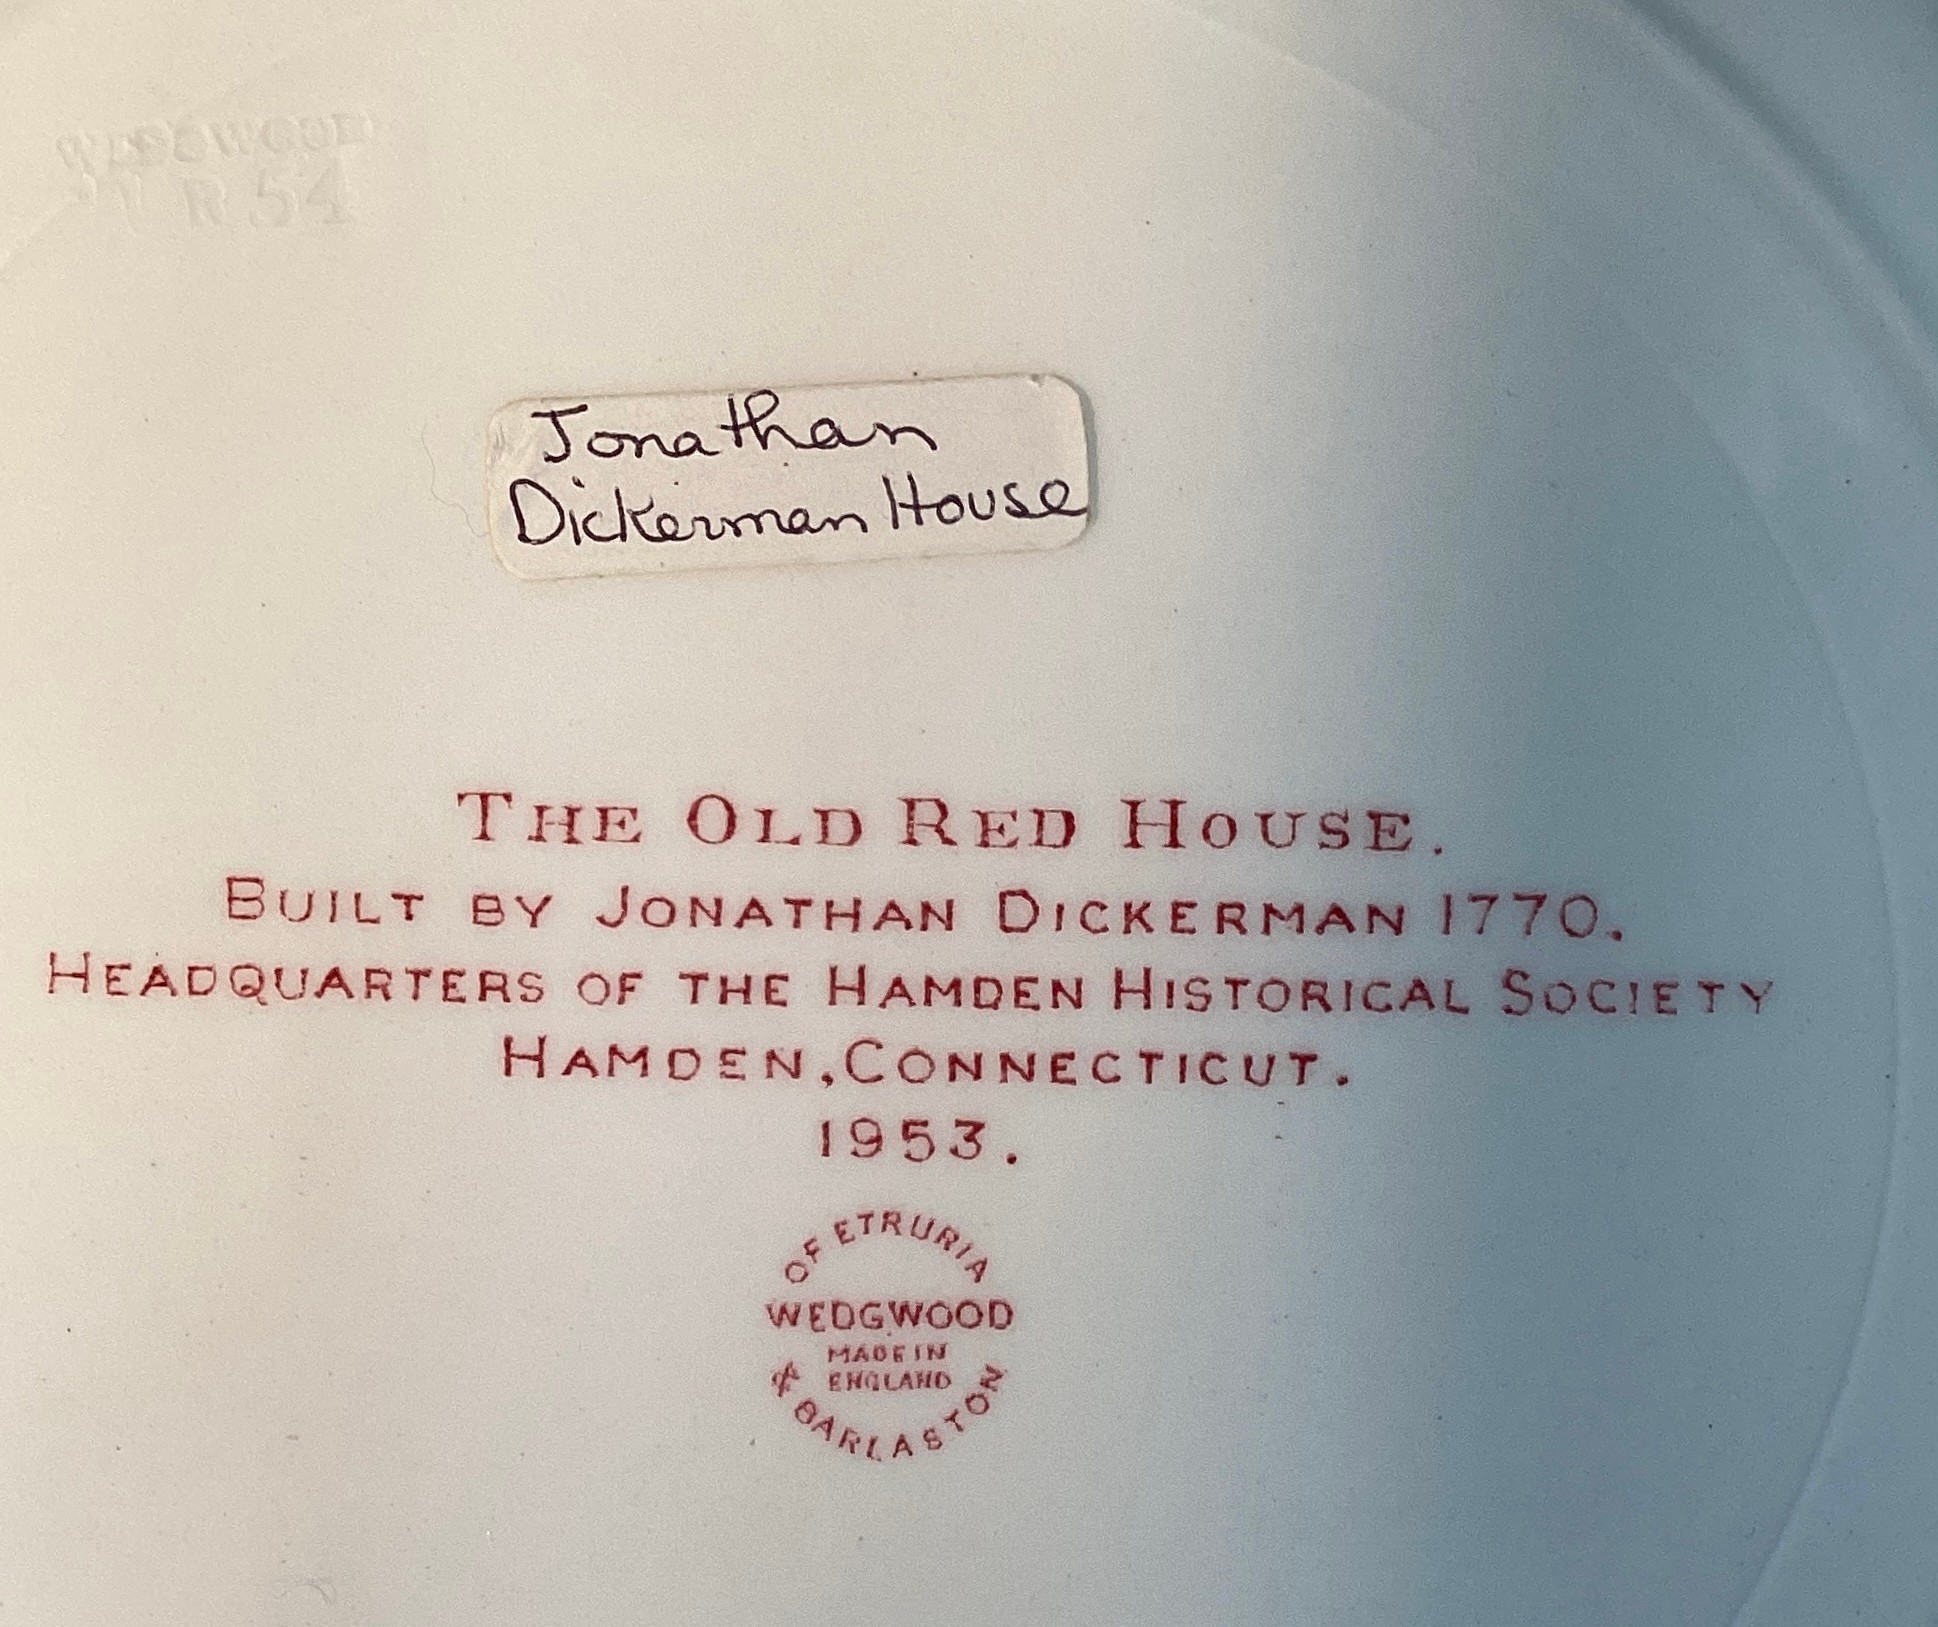 WEDGWOOD
R 54
Jonathan
Dickerman House
THE OLD RED HOUSE.
BUILT BY JONATHAN DICKERMAN 1770.
HEADQUARTERS OF THE HAMDEN HISTORICAL SOCIETY
HAMDEN, CONNECTICUT.
1953.
OF ETRURIA
WEDGWOOD
MADE IN
ENGLAND
& BARLASTON